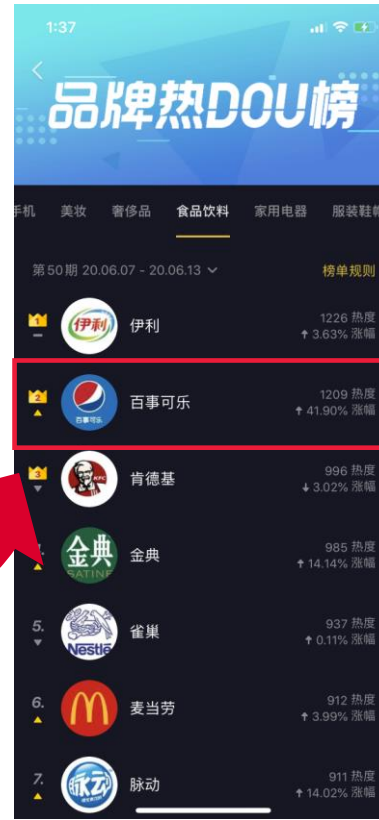 1:37
品牌热DOU榜
手机 美妆 奢侈品 食品饮料 家用电器 服装鞋帽
第50期 20.06.07 - 20.06.13 榜单规则
1 伊利 伊利 1226 热度
↑ 3.63% 涨幅
2 百事可乐 百事可乐 1209 热度
↑ 41.90% 涨幅
3 KFC 肯德基 996 热度
↓ 3.02% 涨幅
金典 SATINE 金典 985 热度
↑ 14.14% 涨幅
5. Nestlé 雀巢 937 热度
↑ 0.11% 涨幅
6. 麦当劳 912 热度
↑ 3.99% 涨幅
7. 脉动 脉动 911 热度
↑ 14.02% 涨幅